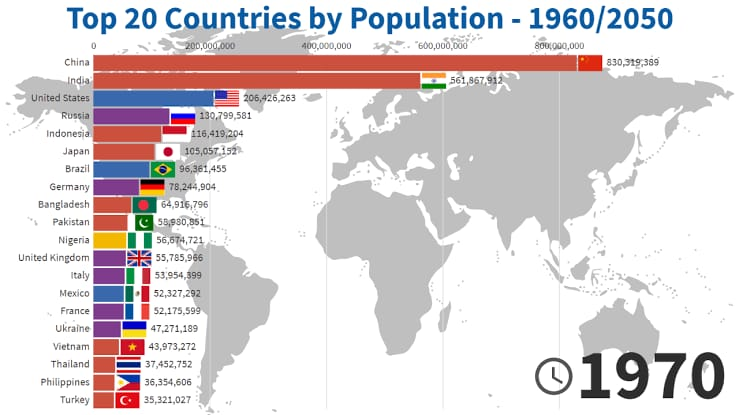 Top 20 Countries by Population - 1960/2050
0 200,000,000 400,000,000 600,000,000 800,000,000
China 830,319,389
India 561,867,912
United States 206,426,263
Russia 130,799,581
Indonesia 116,419,204
Japan 105,057,152
Brazil 96,361,455
Germany 78,244,904
Bangladesh 64,916,796
Pakistan 58,980,851
Nigeria 56,674,721
United Kingdom 55,785,966
Italy 53,954,399
Mexico 52,327,292
France 52,175,599
Ukraine 47,271,189
Vietnam 43,973,272
Thailand 37,452,752
Philippines 36,354,606
Turkey 35,321,027
1970